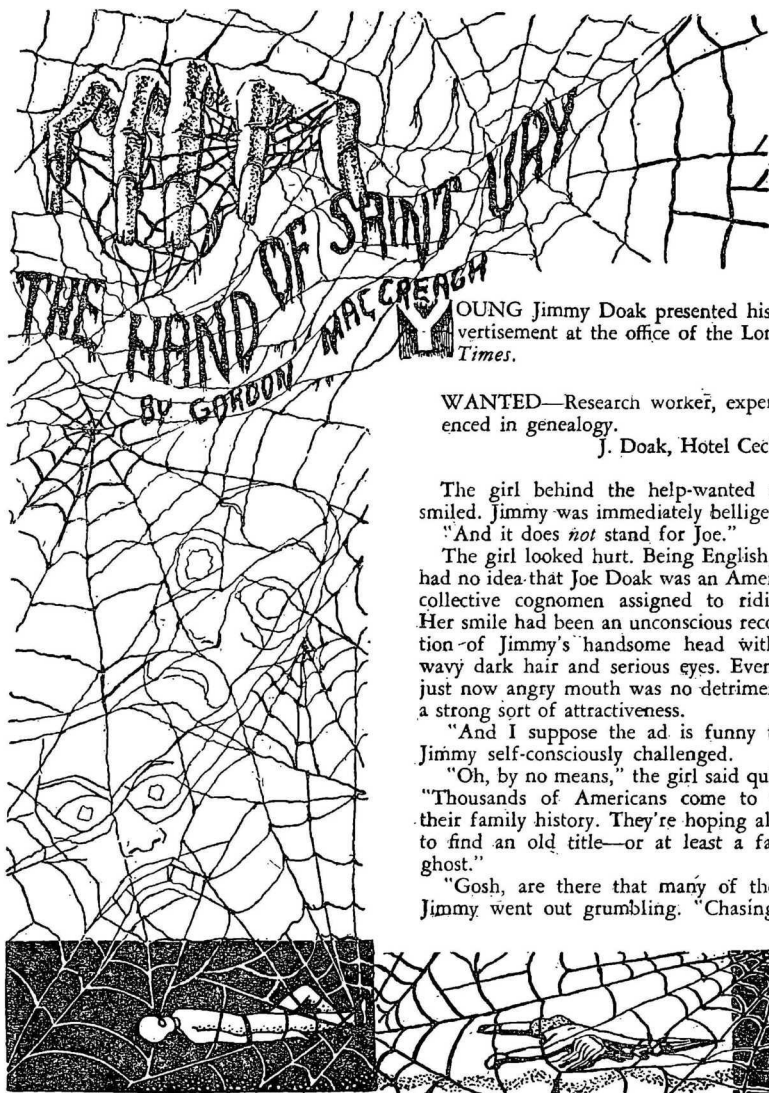 THE HAND OF SAINT URY
BY GORDON MACCREAGH
YOUNG Jimmy Doak presented his
vertisement at the office of the Lon
Times.
WANTED—Research worker, exper
enced in genealogy.
J. Doak, Hotel Cec
The girl behind the help-wanted
smiled. Jimmy was immediately bellige
"And it does not stand for Joe."
The girl looked hurt. Being English
had no idea that Joe Doak was an Amer
collective cognomen assigned to ridi
Her smile had been an unconscious reco
tion of Jimmy's handsome head with
wavy dark hair and serious eyes. Even
just now angry mouth was no detrimen
a strong sort of attractiveness.
"And I suppose the ad is funny t
Jimmy self-consciously challenged.
"Oh, by no means," the girl said qu
"Thousands of Americans come to
their family history. They're hoping al
to find an old title—or at least a fa
ghost."
"Gosh, are there that many of the
Jimmy went out grumbling. "Chasing